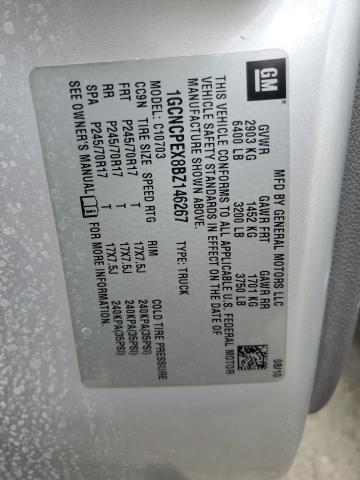 GM
MFD BY GENERAL MOTORS LLC 08/10
GVWR GAWR FRT GAWR RR
2903 KG 1452 KG 1701 KG
6400 LB 3200 LB 3750 LB
THIS VEHICLE CONFORMS TO ALL APPLICABLE U.S. FEDERAL MOTOR
VEHICLE SAFETY STANDARDS IN EFFECT ON THE DATE OF
MANUFACTURE SHOWN ABOVE.
1GCNCPEX8BZ146267 TYPE: TRUCK
C10703
CC9N TIRE SIZE SPEED RTG RIM COLD TIRE PRESSURE
FRT P245/70R17 T 17X7.5J 240KPA(35PSI)
RR P245/70R17 T 17X7.5J 240KPA(35PSI)
SPA P245/70R17 T 17X7.5J 240KPA(35PSI)
SEE OWNER'S MANUAL FOR MORE INFORMATION.